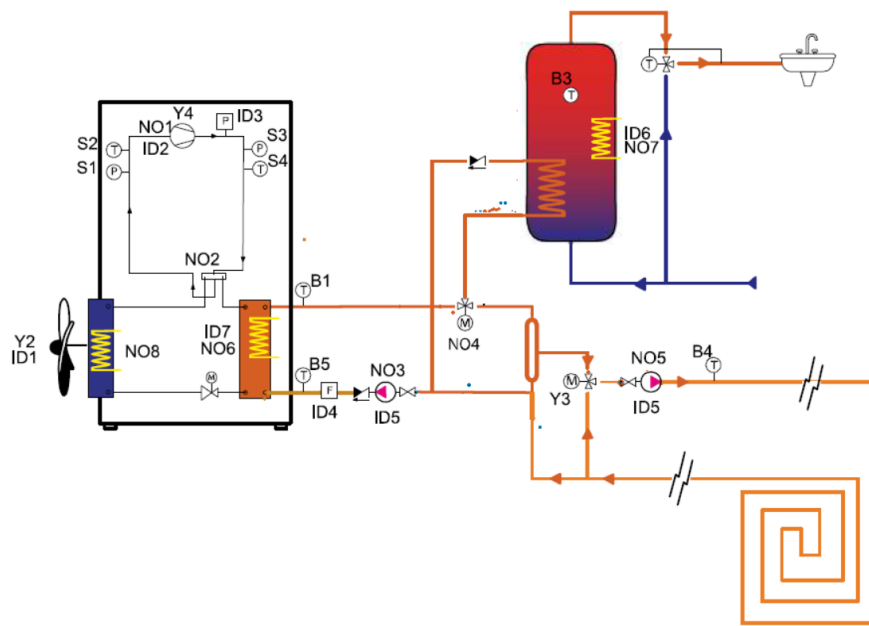 B3
T
T
ID6
NO7
Y4
ID3
P
NO1
ID2
S2
T
S1
P
S3
P
S4
T
NO2
B1
T
Y2
ID1
NO8
ID7
NO6
M
B5
T
F
ID4
NO3
ID5
M
NO4
M
Y3
NO5
ID5
B4
T